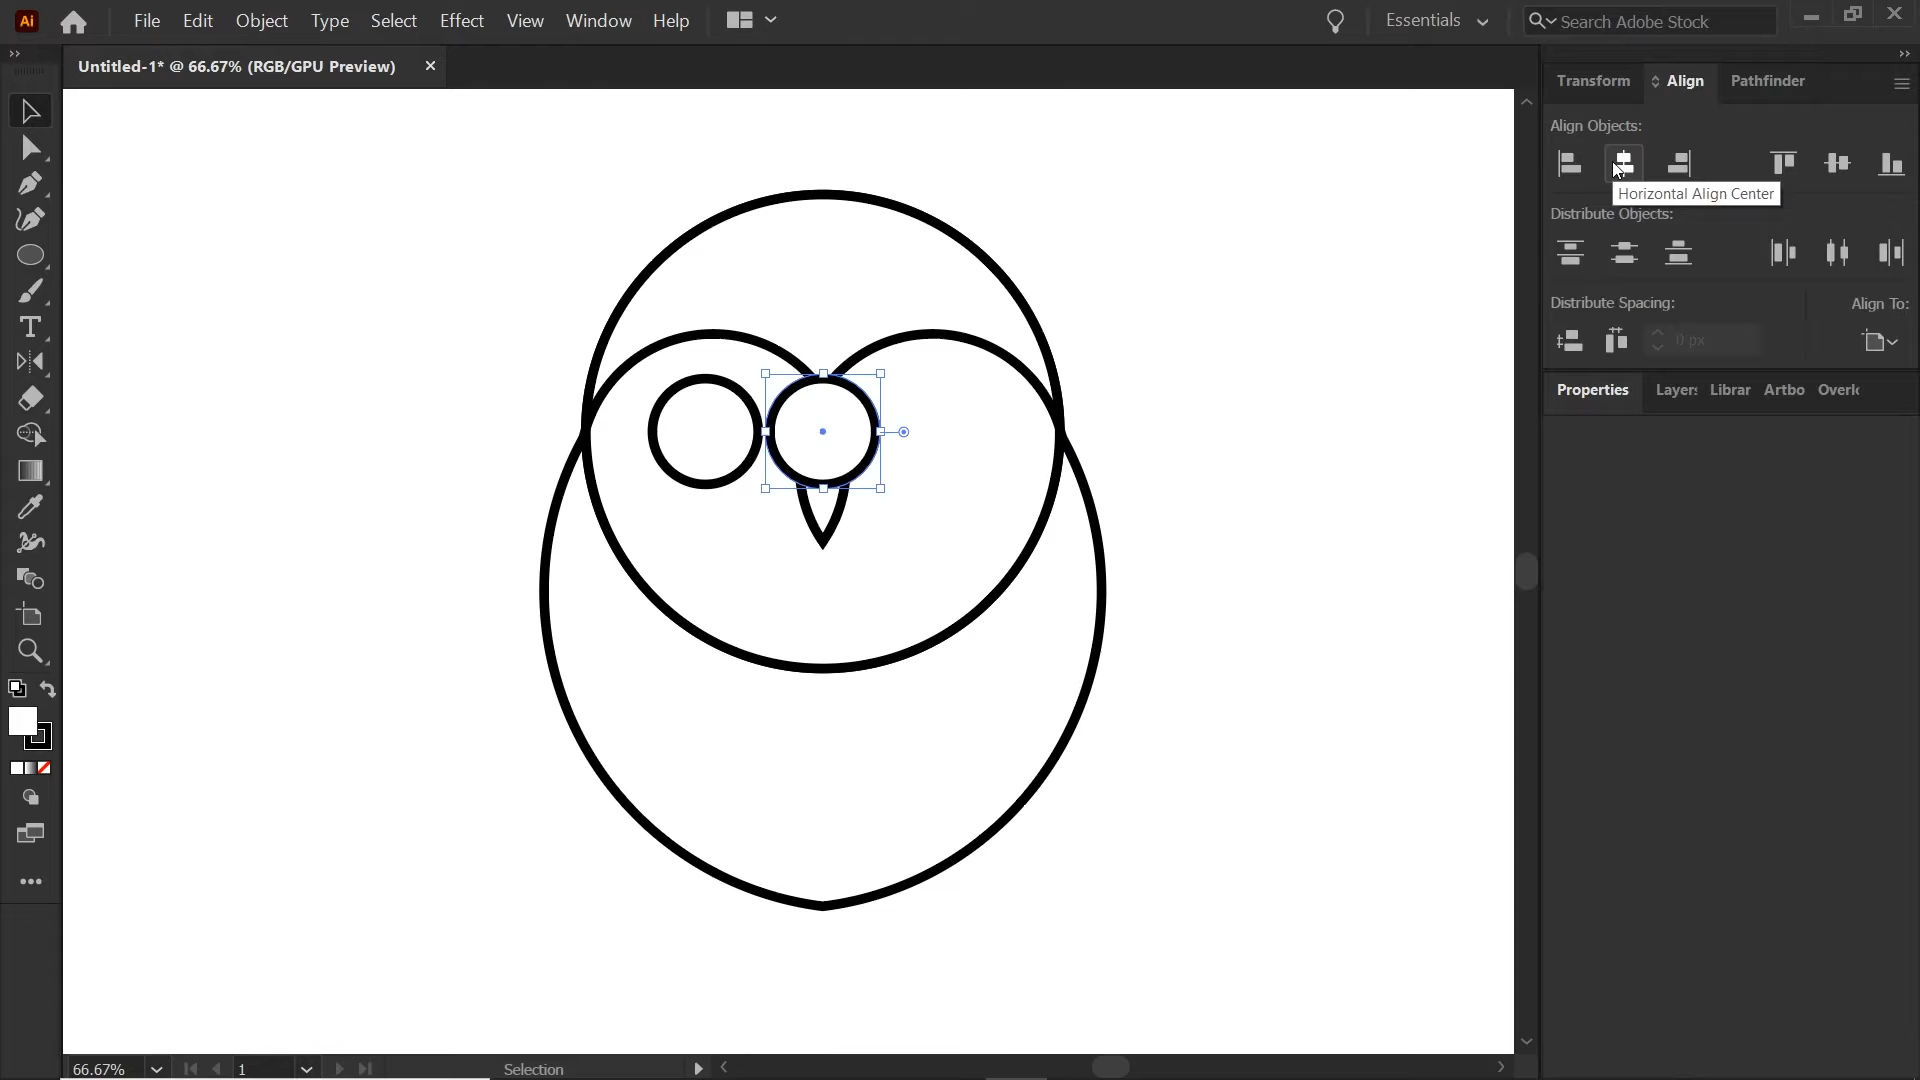 Ai File Edit Object Type Select Effect View Window Help Essentials Search Adobe Stock
Untitled-1* @ 66.67% (RGB/GPU Preview)
Transform Align Pathfinder
Align Objects:
Horizontal Align Center
Distribute Objects:
Distribute Spacing: Align To:
0 px
Properties Layers Librar Artbo Overl
66.67% 1 Selection